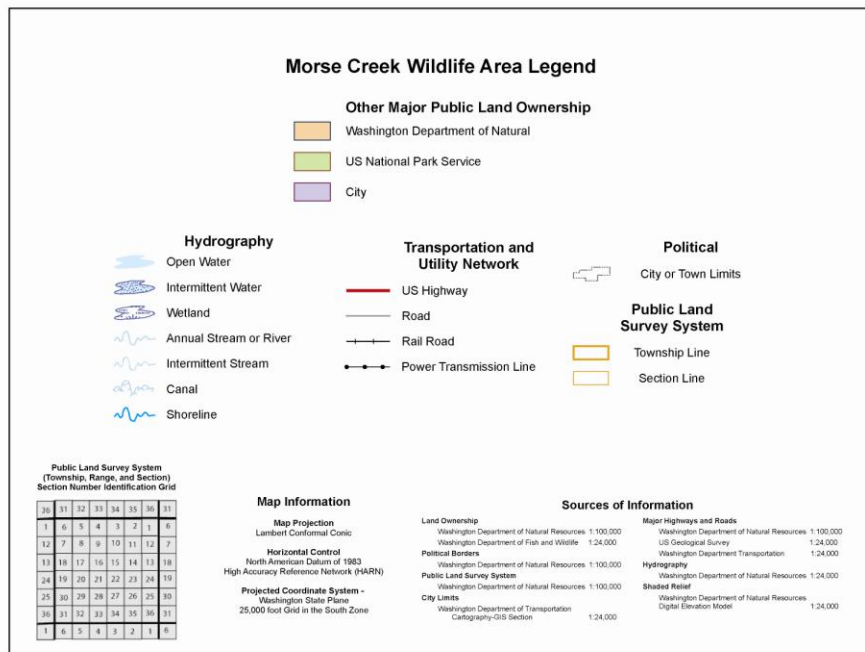 Morse Creek Wildlife Area Legend
Other Major Public Land Ownership
Washington Department of Natural
US National Park Service
City
Hydrography
Open Water
Intermittent Water
Wetland
Annual Stream or River
Intermittent Stream
Canal
Shoreline
Transportation and
Utility Network
US Highway
Road
Rail Road
Power Transmission Line
Political
City or Town Limits
Public Land
Survey System
Township Line
Section Line
Public Land Survey System
(Township, Range, and Section)
Section Number Identification Grid
36 31 32 33 34 35 36 31
1 6 5 4 3 2 1 6
12 7 8 9 10 11 12 7
13 18 17 16 15 14 13 18
24 19 20 21 22 23 24 19
25 30 29 28 27 26 25 30
36 31 32 33 34 35 36 31
1 6 5 4 3 2 1 6
Map Information
Map Projection
Lambert Conformal Conic
Horizontal Control
North American Datum of 1983
High Accuracy Reference Network (HARN)
Projected Coordinate System -
Washington State Plane
25,000 foot Grid in the South Zone
Sources of Information
Land Ownership
Washington Department of Natural Resources 1:100,000
Washington Department of Fish and Wildlife 1:24,000
Political Borders
Washington Department of Natural Resources 1:100,000
Public Land Survey System
Washington Department of Natural Resources 1:100,000
City Limits
Washington Department of Transportation
Cartography-GIS Section 1:24,000
Major Highways and Roads
Washington Department of Natural Resources 1:100,000
US Geological Survey 1:24,000
Washington Department Transportation 1:24,000
Hydrography
Washington Department of Natural Resources 1:24,000
Shaded Relief
Washington Department of Natural Resources
Digital Elevation Model 1:24,000